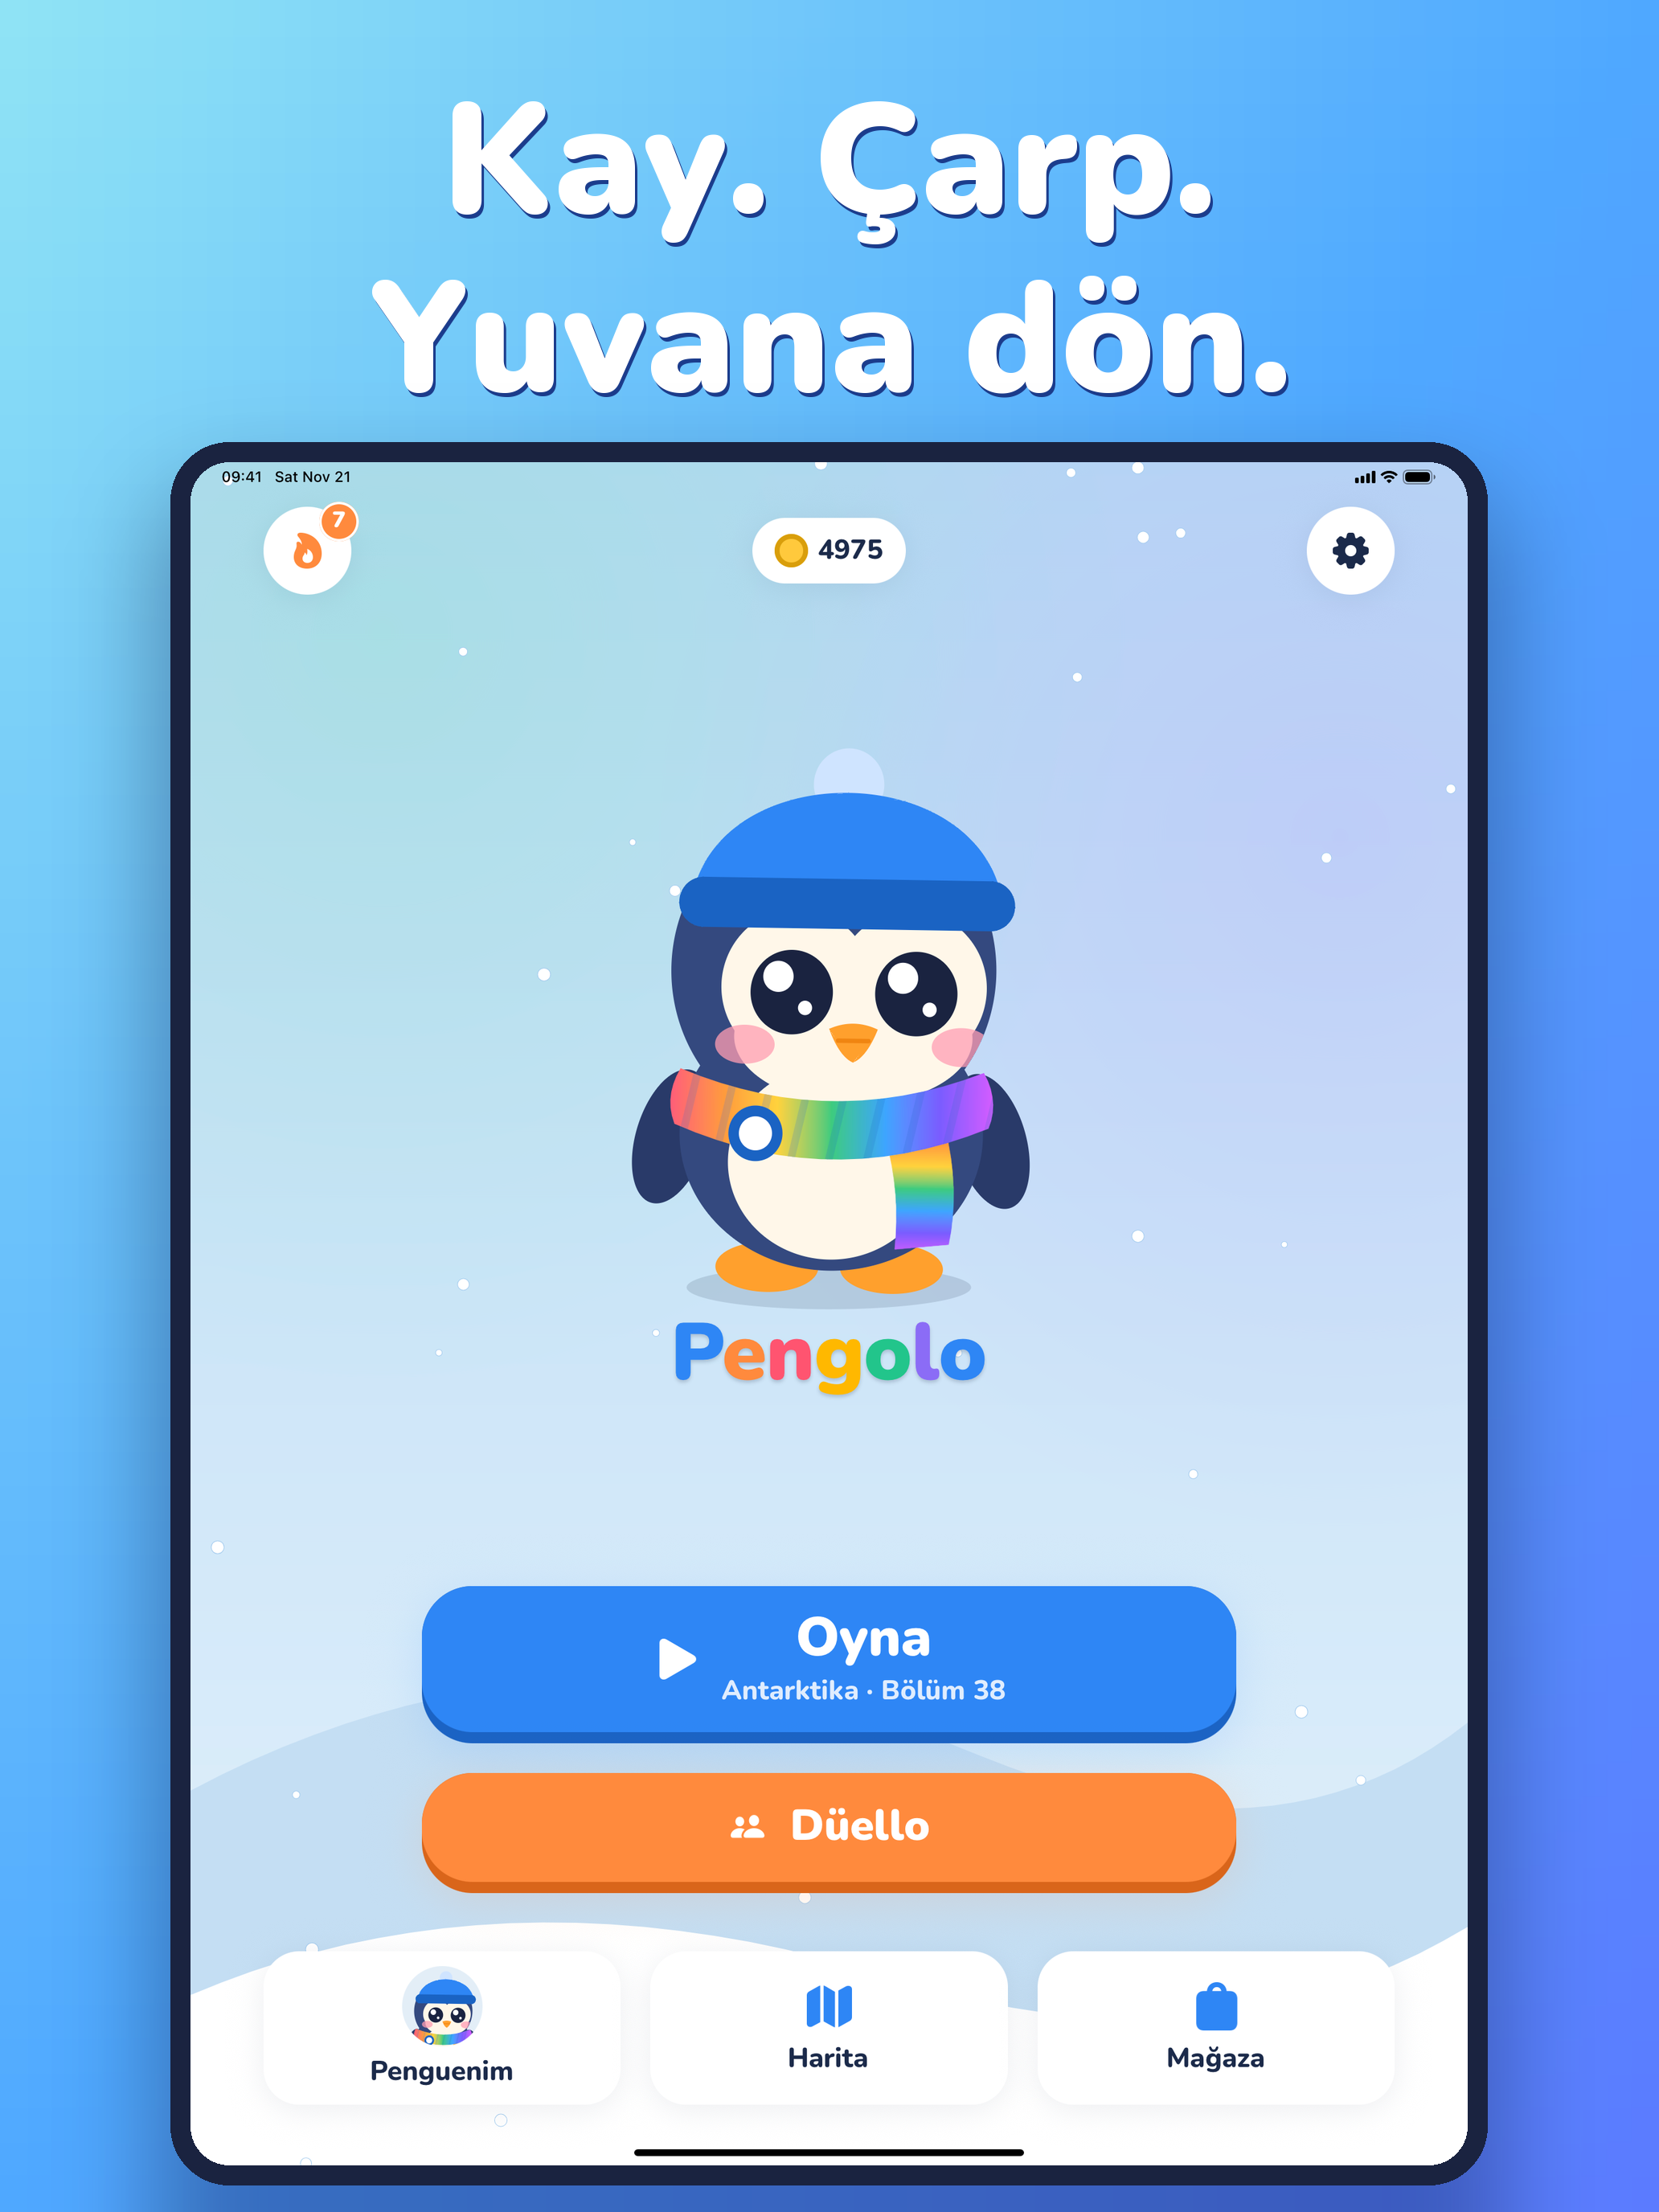 Kay. Çarp.
Yuvana dön.
09:41 Sat Nov 21
7
4975
Pengolo
Oyna
Antarktika · Bölüm 38
Düello
Penguenim
Harita
Mağaza